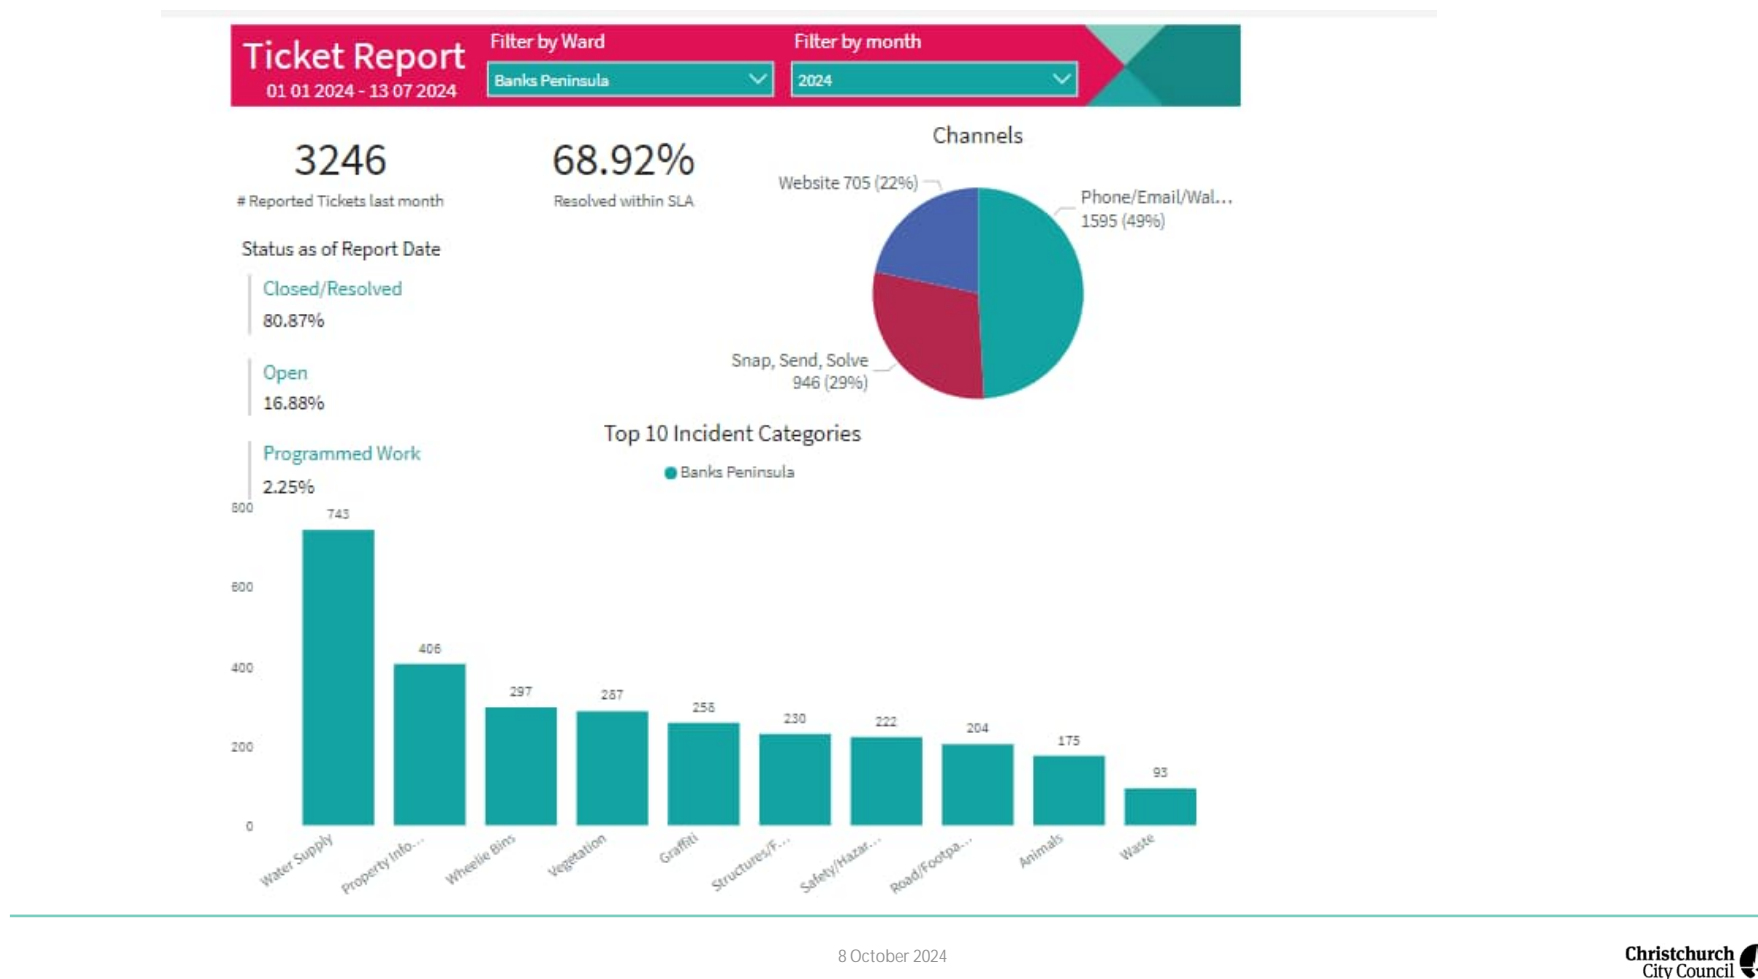 Ticket Report
01 01 2024 - 13 07 2024
Filter by Ward
Banks Peninsula
Filter by month
2024
3246
# Reported Tickets last month
68.92%
Resolved within SLA
Channels
Website 705 (22%)
Phone/Email/Wal...
1595 (49%)
Snap, Send, Solve
946 (29%)
Status as of Report Date
Closed/Resolved
80.87%
Open
16.88%
Programmed Work
2.25%
Top 10 Incident Categories
Banks Peninsula
800
600
400
200
0
743
406
297
287
258
230
222
204
175
93
Water Supply
Property Info...
Wheelie Bins
Vegetation
Graffiti
Structures/F...
Safety/Hazar...
Road/Footpa...
Animals
Waste
8 October 2024
Christchurch
City Council